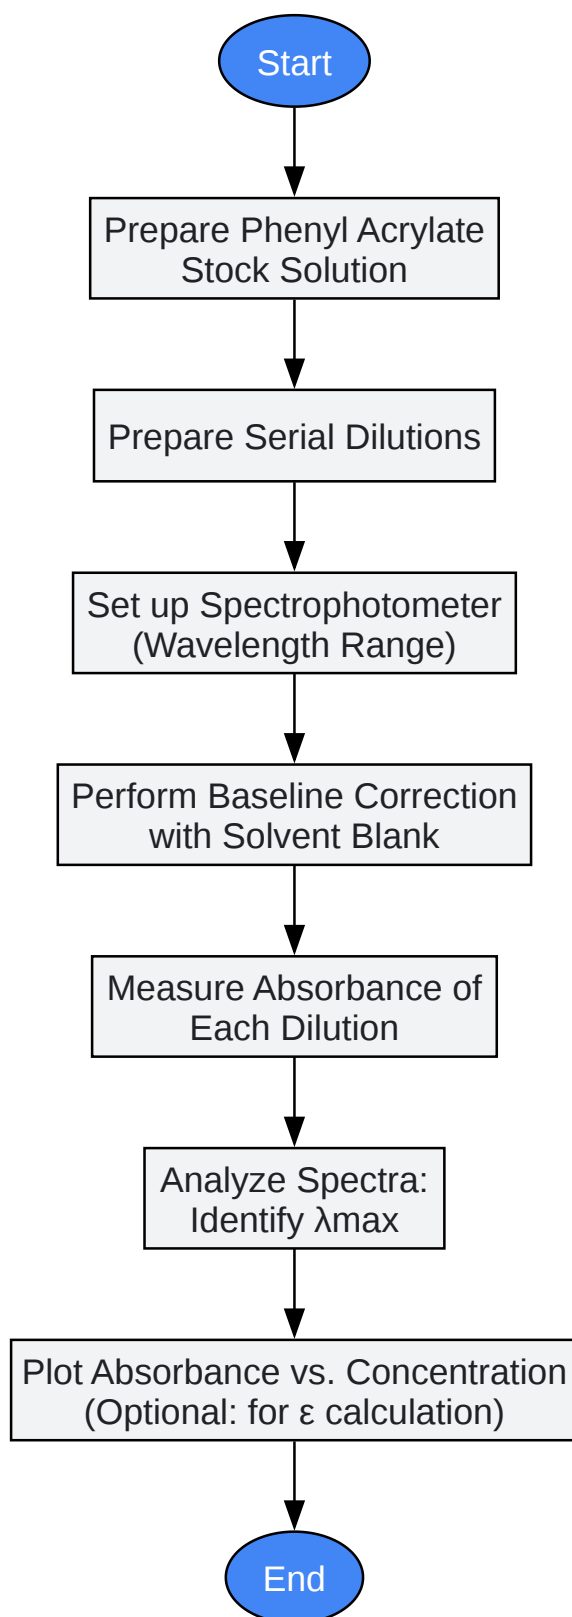 Start
Prepare Phenyl Acrylate
Stock Solution
Prepare Serial Dilutions
Set up Spectrophotometer
(Wavelength Range)
Perform Baseline Correction
with Solvent Blank
Measure Absorbance of
Each Dilution
Analyze Spectra:
Identify λmax
Plot Absorbance vs. Concentration
(Optional: for ε calculation)
End